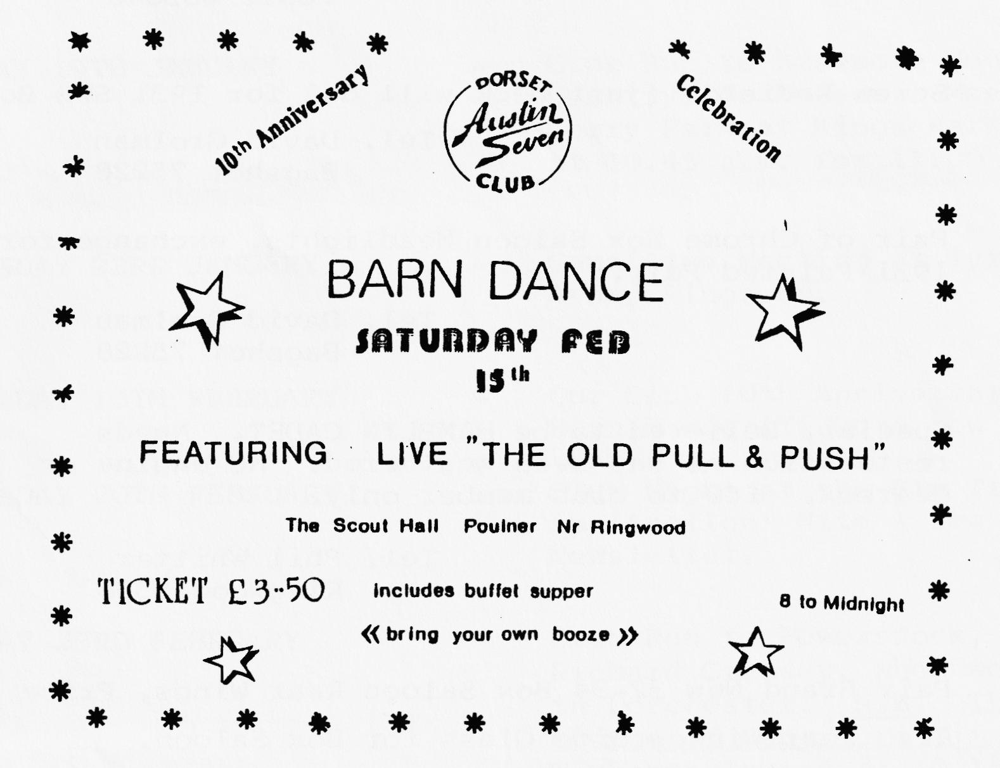 10th Anniversary
DORSET
Austin
Seven
CLUB
Celebration
BARN DANCE
SATURDAY FEB
15th
FEATURING LIVE "THE OLD PULL & PUSH"
The Scout Hall Poulner Nr Ringwood
TICKET £3··50 includes buffet supper
8 to Midnight
« bring your own booze »